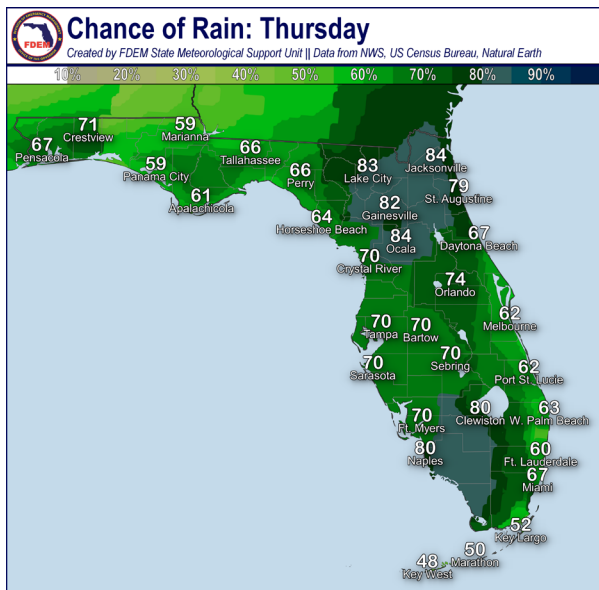 Chance of Rain: Thursday
Created by FDEM State Meteorological Support Unit || Data from NWS, US Census Bureau, Natural Earth
FDEM
10% 20% 30% 40% 50% 60% 70% 80% 90%
71
Crestview
59
Marianna
67
Pensacola
59
Panama City
66
Tallahassee
61
Apalachicola
66
Perry
83
Lake City
84
Jacksonville
79
St. Augustine
82
Gainesville
64
Horseshoe Beach
84
Ocala
67
Daytona Beach
70
Crystal River
74
Orlando
62
Melbourne
70
Tampa
70
Bartow
70
Sebring
70
Sarasota
62
Port St. Lucie
70
Ft. Myers
80
Clewiston
63
W. Palm Beach
80
Naples
60
Ft. Lauderdale
67
Miami
52
Key Largo
50
Marathon
48
Key West